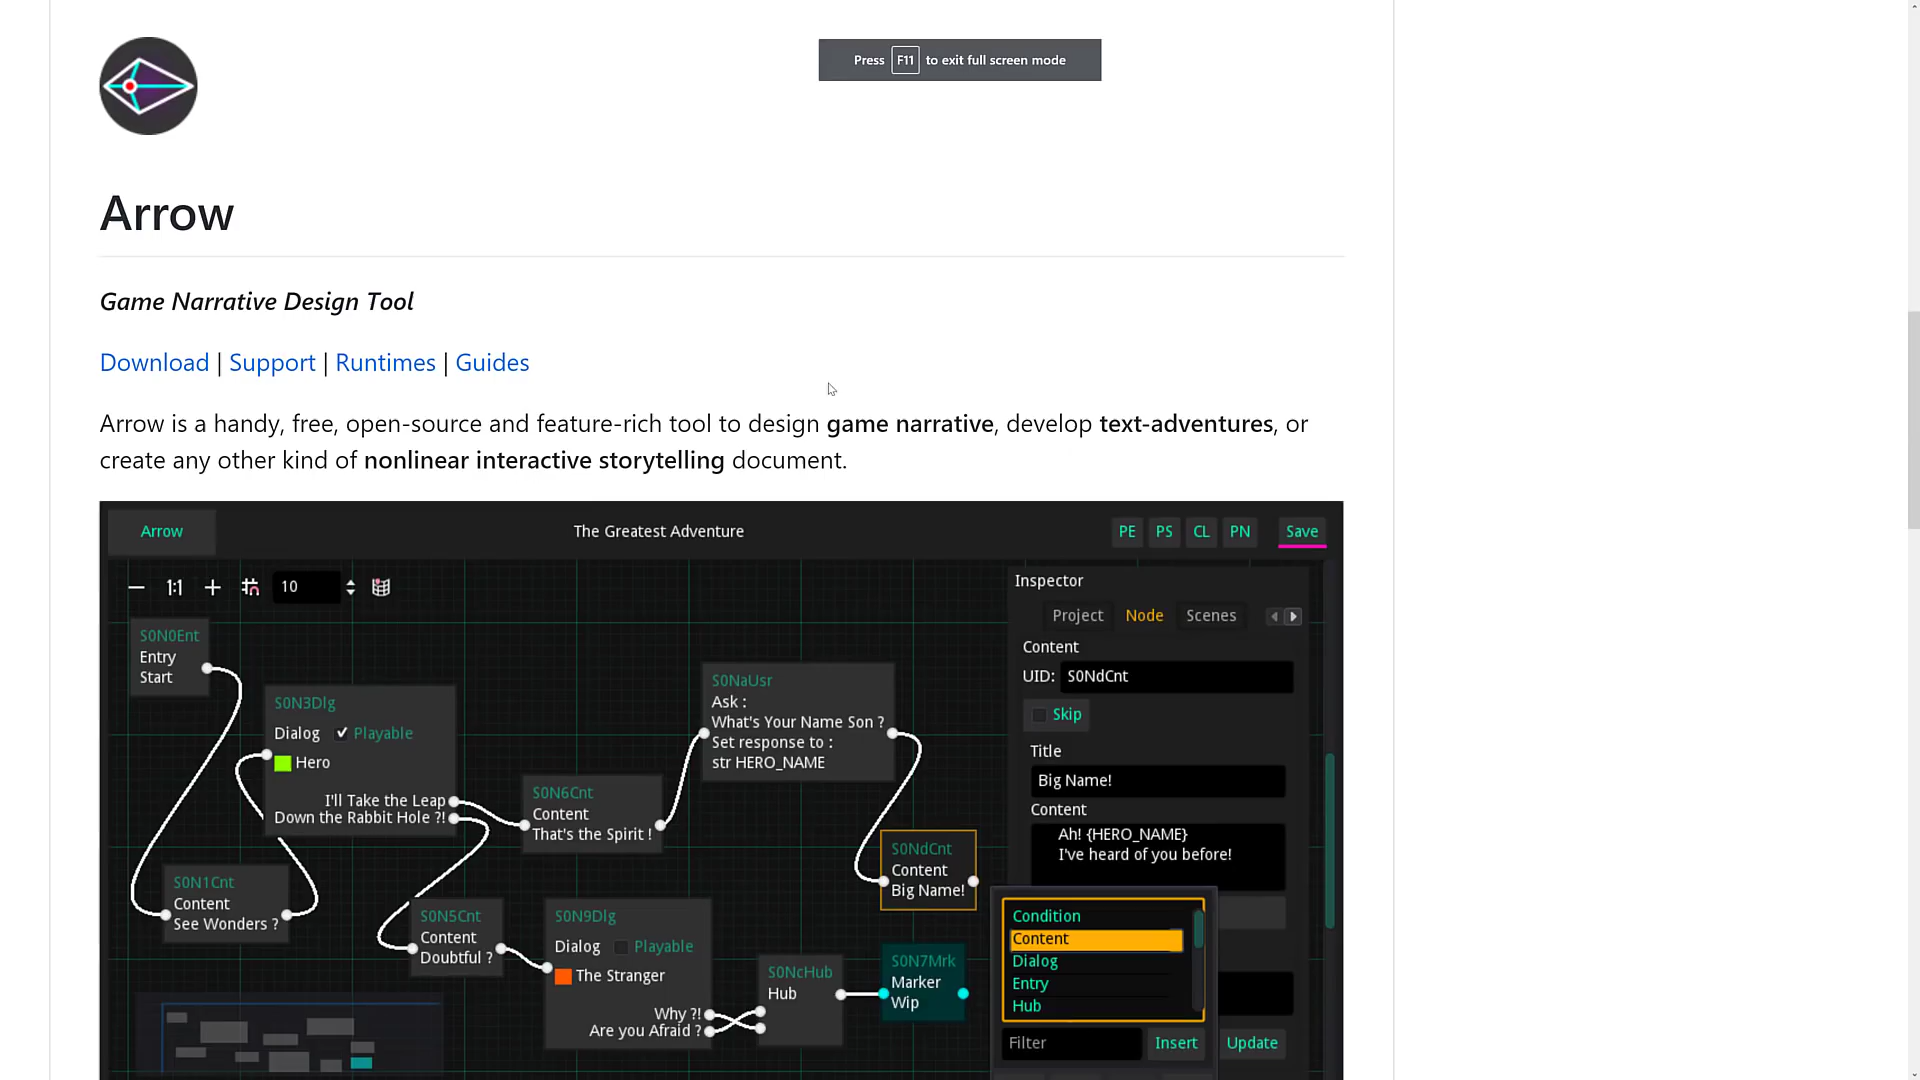 Press F11 to exit full screen mode
Arrow
Game Narrative Design Tool
Download | Support | Runtimes | Guides
Arrow is a handy, free, open-source and feature-rich tool to design game narrative, develop text-adventures, or
create any other kind of nonlinear interactive storytelling document.
Arrow
The Greatest Adventure
PE PS CL PN Save
1:1 10
Inspector
Project Node Scenes
Content
UID: S0NdCnt
Skip
Title
Big Name!
Content
Ah! {HERO_NAME}
I've heard of you before!
S0N0Ent
Entry
Start
S0N3Dlg
Dialog Playable
Hero
I'll Take the Leap
Down the Rabbit Hole ?!
S0N1Cnt
Content
See Wonders ?
S0N6Cnt
Content
That's the Spirit !
S0NaUsr
Ask :
What's Your Name Son ?
Set response to :
str HERO_NAME
S0NdCnt
Content
Big Name!
S0N5Cnt
Content
Doubtful ?
S0N9Dlg
Dialog Playable
The Stranger
Why ?!
Are you Afraid ?
S0NcHub
Hub
S0N7Mrk
Marker
Wip
Condition
Content
Dialog
Entry
Hub
Filter Insert Update